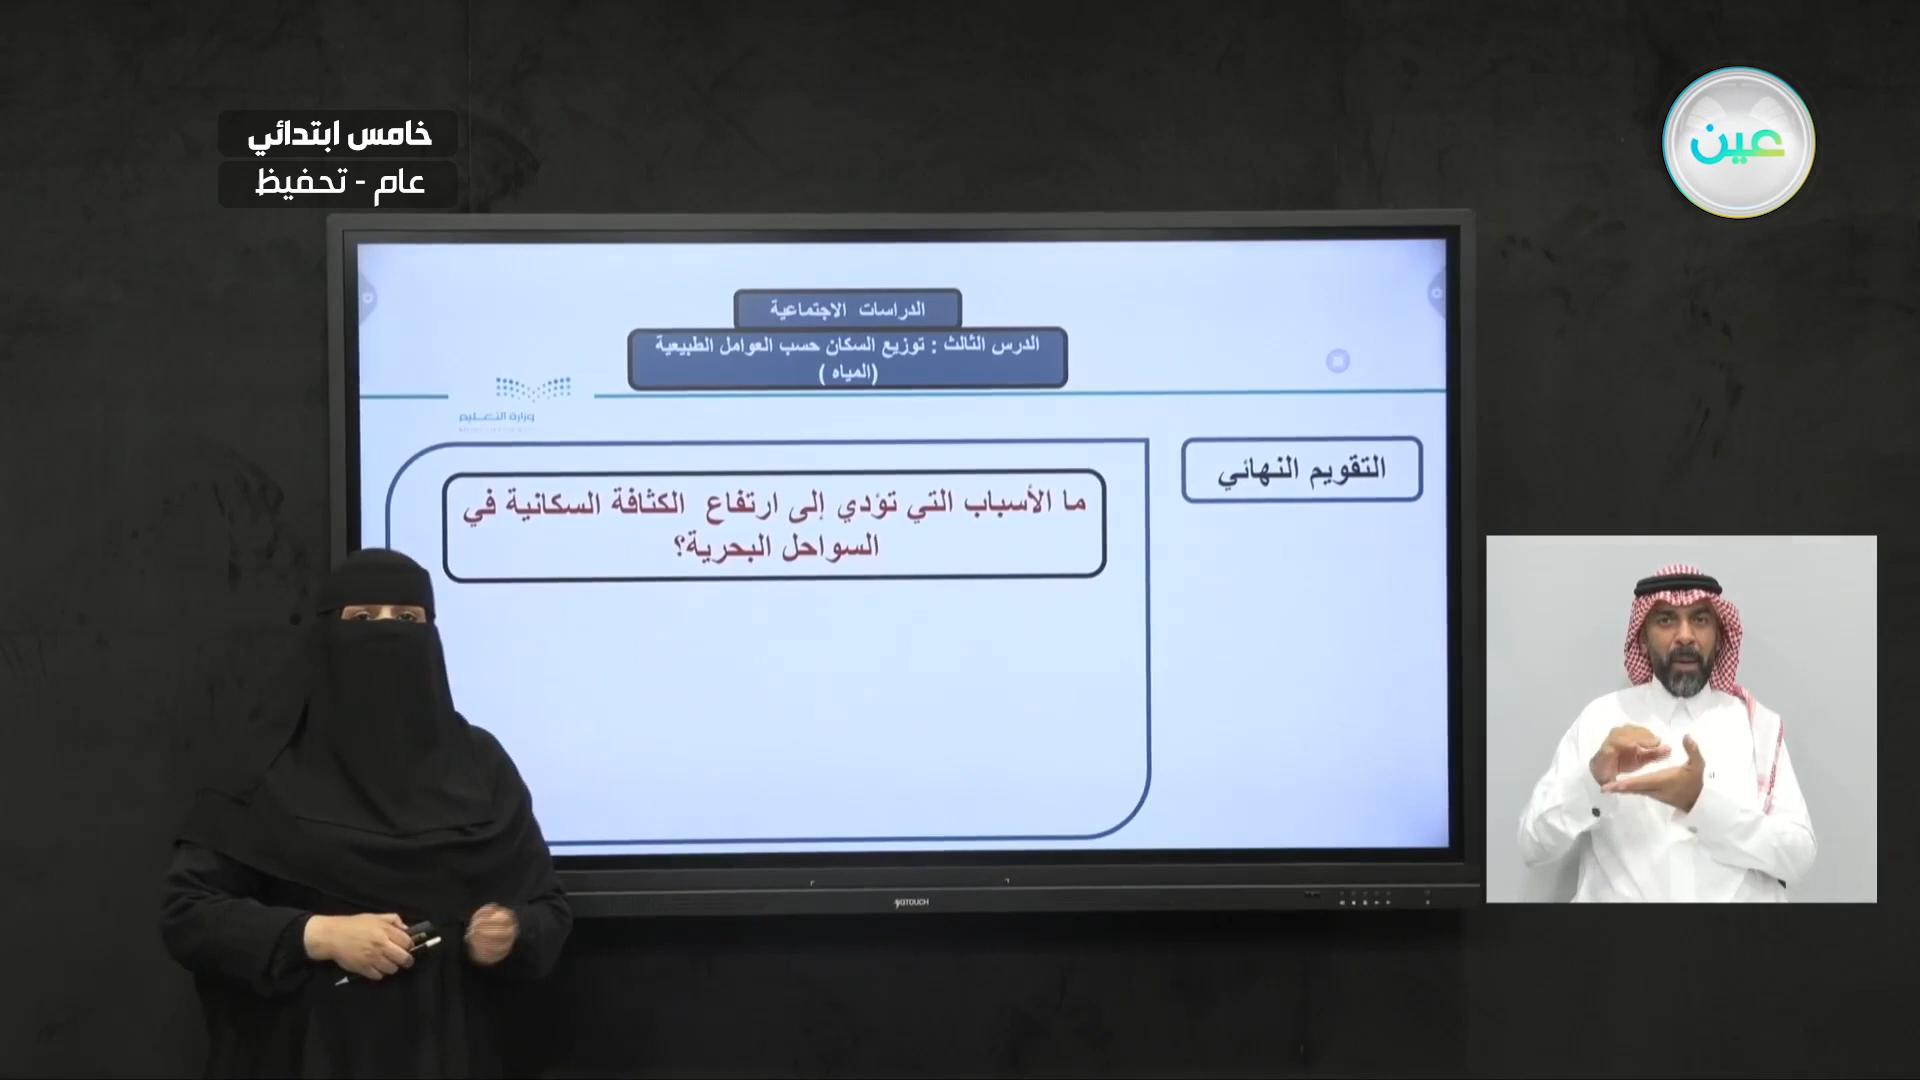 خامس ابتدائي
عام - تحفيظ
عين
الدراسات الاجتماعية
الدرس الثالث : توزيع السكان حسب العوامل الطبيعية
(المياه )
وزارة التعليم
التقويم النهائي
ما الأسباب التي تؤدي إلى ارتفاع الكثافة السكانية في
السواحل البحرية؟